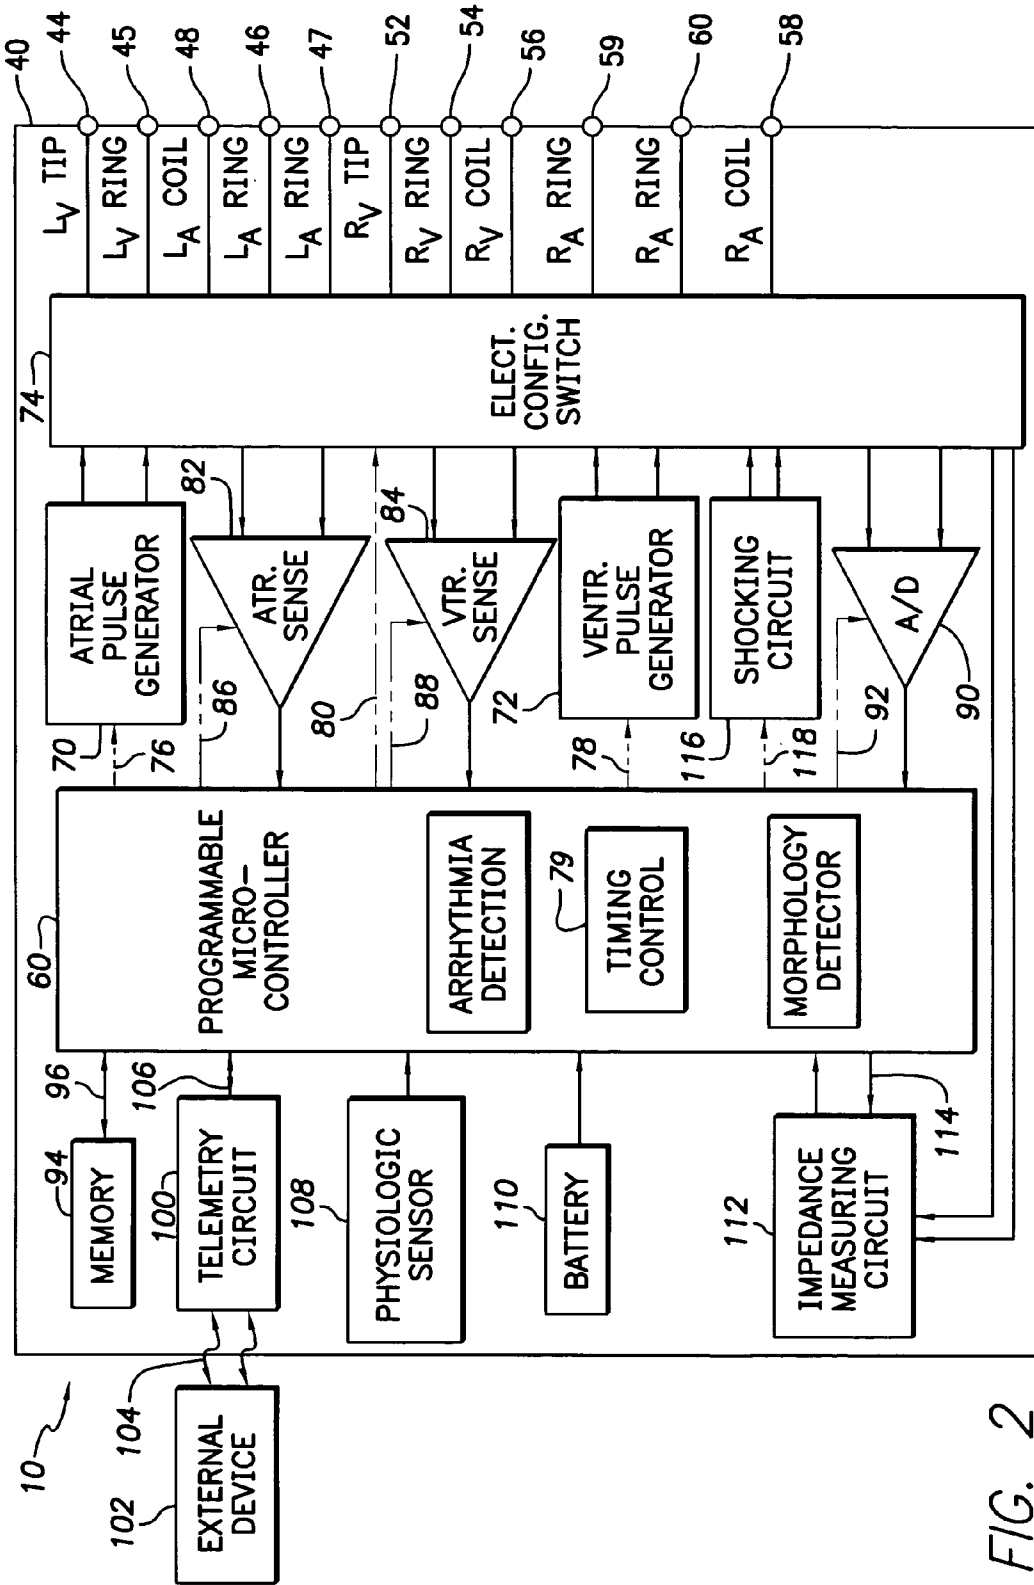 40
44
45
48
46
47
52
54
56
59
60
58
LV TIP
LV RING
LA COIL
LA RING
LA RING
RV TIP
RV RING
RV COIL
RA RING
RA RING
RA COIL
74
ELECT.
CONFIG.
SWITCH
ATRIAL
PULSE
GENERATOR
70
76
82
ATR.
SENSE
86
80
84
VTR.
SENSE
88
VENTR.
PULSE
GENERATOR
72
78
SHOCKING
CIRCUIT
116
118
A/D
90
92
60
PROGRAMMABLE
MICRO-
CONTROLLER
ARRHYTHMIA
DETECTION
79
TIMING
CONTROL
MORPHOLOGY
DETECTOR
94
MEMORY
96
100
TELEMETRY
CIRCUIT
106
108
PHYSIOLOGIC
SENSOR
110
BATTERY
112
IMPEDANCE
MEASURING
CIRCUIT
114
10
102
EXTERNAL
DEVICE
104
FIG. 2